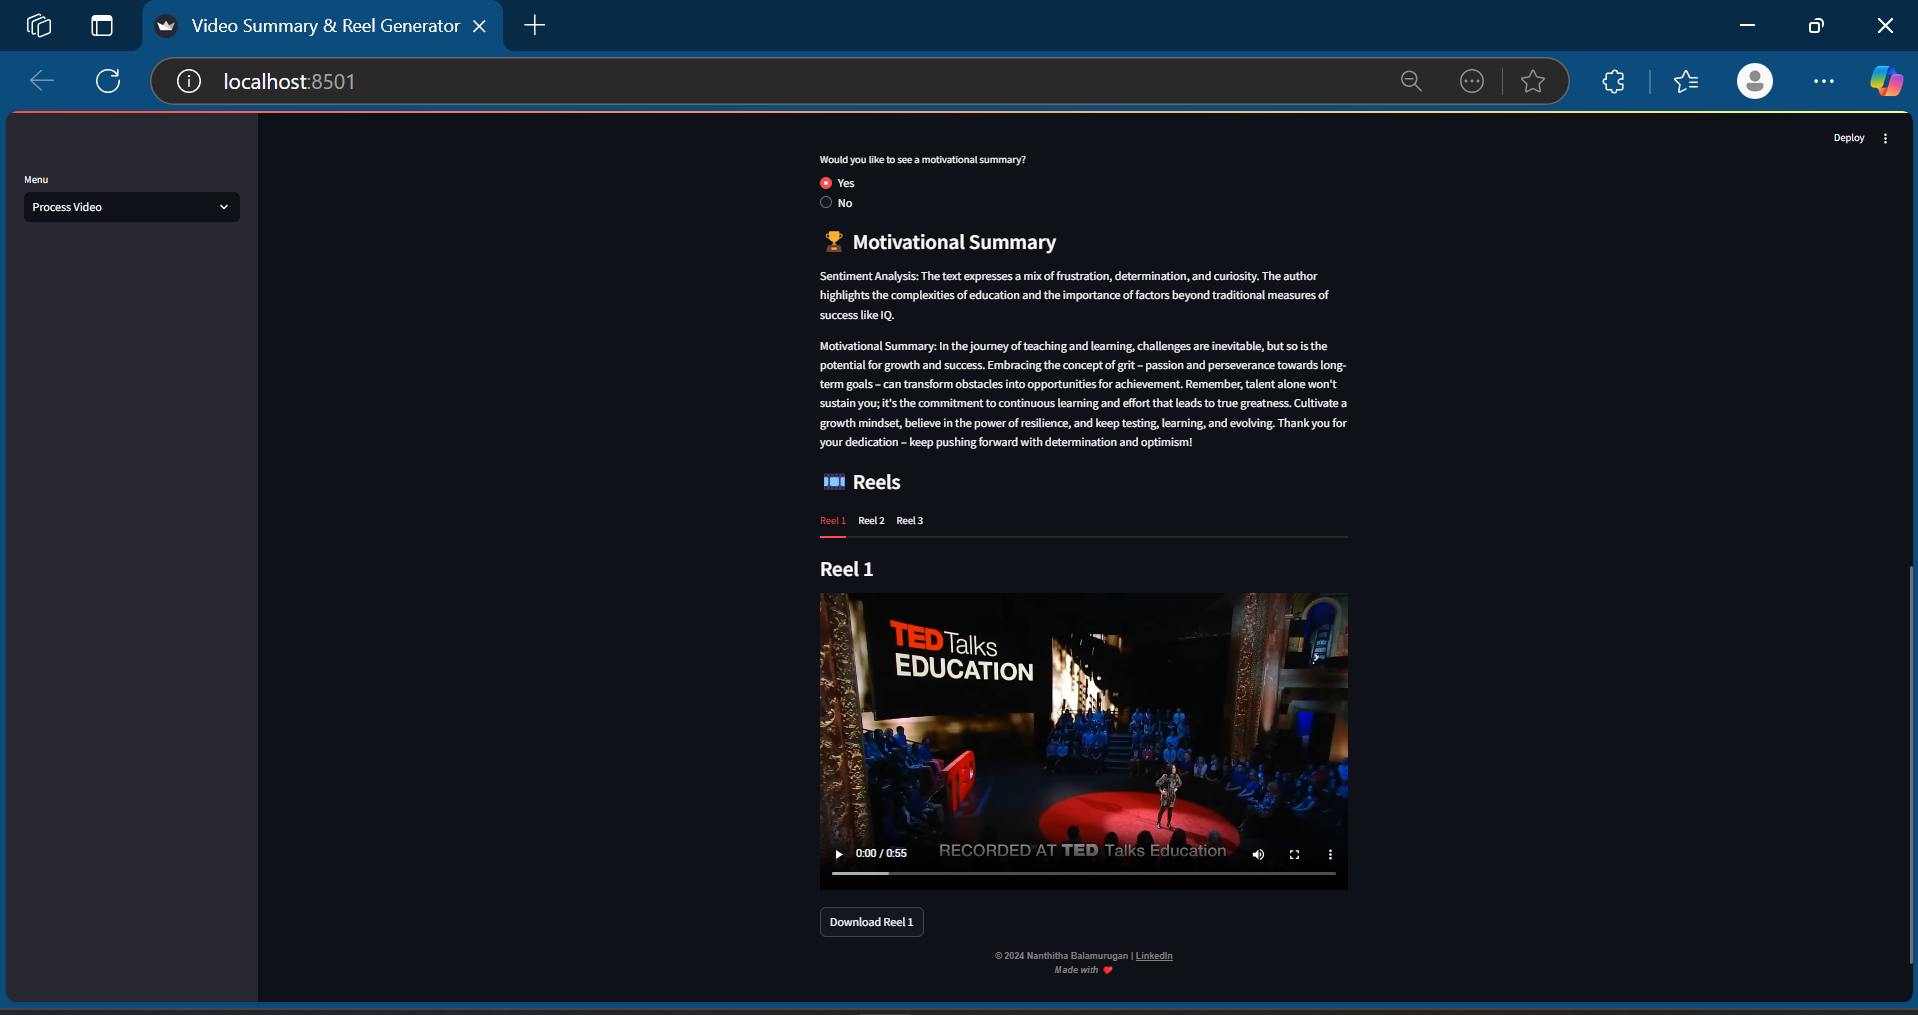 Video Summary & Reel Generator
localhost:8501
Deploy
Menu
Process Video
Would you like to see a motivational summary?
Yes
No
🏆 Motivational Summary
Sentiment Analysis: The text expresses a mix of frustration, determination, and curiosity. The author
highlights the complexities of education and the importance of factors beyond traditional measures of
success like IQ.
Motivational Summary: In the journey of teaching and learning, challenges are inevitable, but so is the
potential for growth and success. Embracing the concept of grit – passion and perseverance towards long-
term goals – can transform obstacles into opportunities for achievement. Remember, talent alone won't
sustain you; it's the commitment to continuous learning and effort that leads to true greatness. Cultivate a
growth mindset, believe in the power of resilience, and keep testing, learning, and evolving. Thank you for
your dedication – keep pushing forward with determination and optimism!
🎞️ Reels
Reel 1 Reel 2 Reel 3
Reel 1
TED Talks
EDUCATION
0:00 / 0:55
RECORDED AT TED Talks Education
Download Reel 1
© 2024 Nanthitha Balamurugan | LinkedIn
Made with ❤️